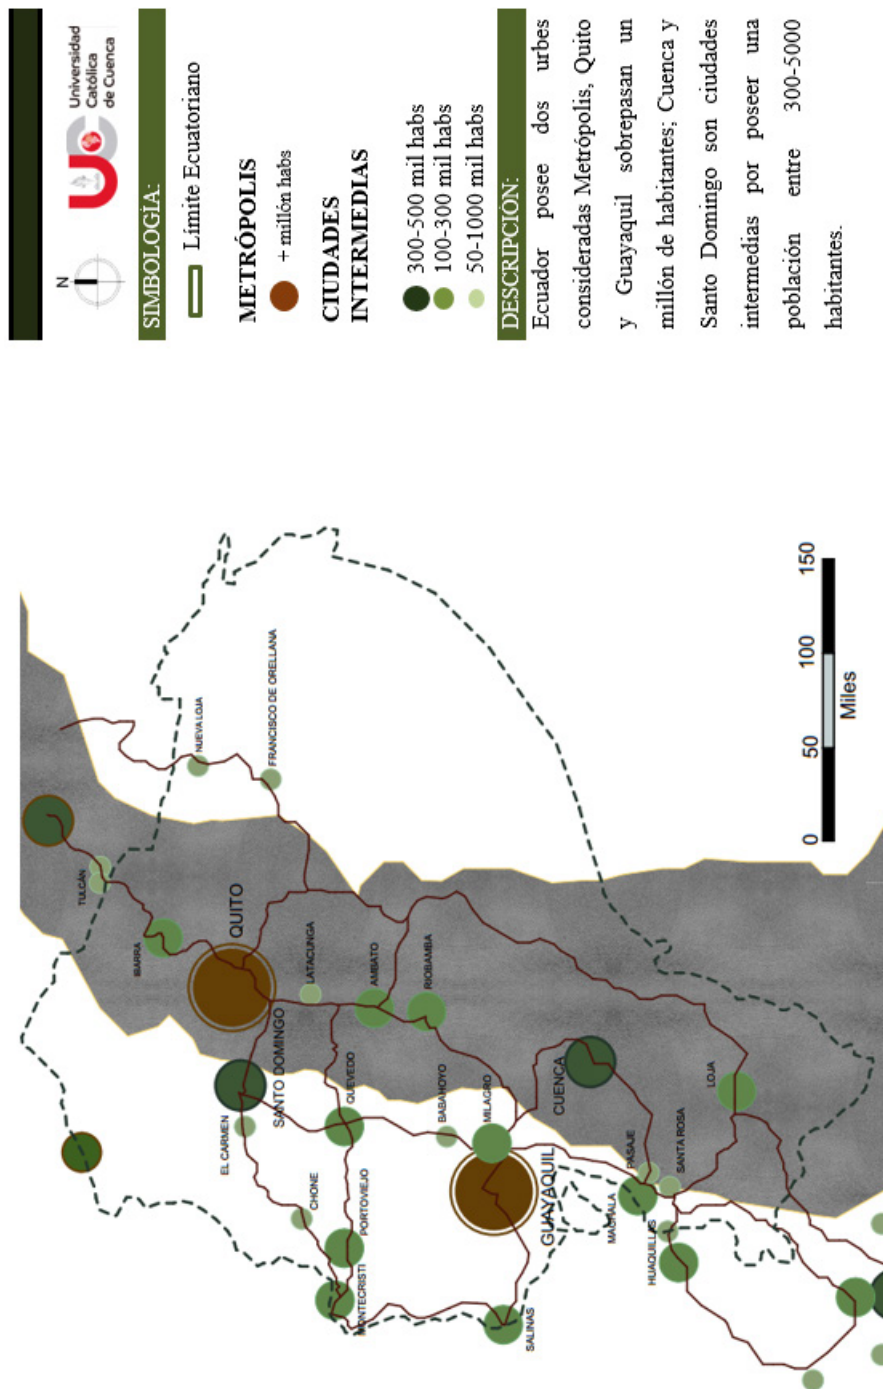 Universidad
Católica
de Cuenca
N
SIMBOLOGÍA:
Límite Ecuatoriano
METRÓPOLIS
+ millón habs
CIUDADES
INTERMEDIAS
300-500 mil habs
100-300 mil habs
50-1000 mil habs
DESCRIPCIÓN:
Ecuador posee dos urbes
consideradas Metrópolis, Quito
y Guayaquil sobrepasan un
millón de habitantes; Cuenca y
Santo Domingo son ciudades
intermedias por poseer una
población entre 300-5000
habitantes.
TULCÁN
IBARRA
QUITO
NUEVA LOJA
FRANCISCO DE ORELLANA
EL CARMEN
SANTO DOMINGO
LATACUNGA
CHONE
QUEVEDO
AMBATO
PORTOVIEJO
MONTECRISTI
RIOBAMBA
BABAHOYO
MILAGRO
GUAYAQUIL
CUENCA
SALINAS
MACHALA
PASAJE
SANTA ROSA
HUAQUILLAS
LOJA
0 50 100 150
Miles